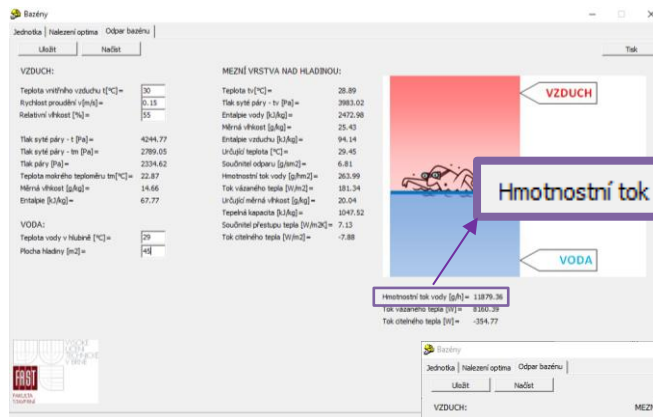 Bazény
Jednotka Nalezení optima Odpar bazénu
Uložit Načíst Tisk
VZDUCH:
Teplota vnitřního vzduchu t[°C]= 30
Rychlost proudění v[m/s]= 0.15
Relativní vlhkost [%]= 55
Tlak syté páry - t [Pa]= 4244.77
Tlak syté páry - tm [Pa]= 2789.05
Tlak páry [Pa]= 2334.62
Teplota mokrého teploměru tm[°C]= 22.87
Měrná vlhkost [g/kg]= 14.66
Entalpie [kJ/kg]= 67.77
VODA:
Teplota vody v hlubině [°C]= 29
Plocha hladiny [m2]= 45
MEZNÍ VRSTVA NAD HLADINOU:
Teplota tv[°C]= 28.89
Tlak syté páry - tv [Pa]= 3983.02
Entalpie vody [kJ/kg]= 2472.98
Měrná vlhkost [g/kg]= 25.43
Entalpie vzduchu [kJ/kg]= 94.14
Určující teplota [°C]= 29.45
Součinitel odparu [g/sm2]= 6.81
Hmotnostní tok vody [g/hm2]= 263.99
Tok vázaného tepla [W/m2]= 181.34
Určující měrná vlhkost [g/kg]= 20.04
Tepelná kapacita [kJ/kg]= 1047.52
Součinitel přestupu tepla [W/m2K]= 7.13
Tok citelného tepla [W/m2]= -7.88
VZDUCH
Hmotnostní tok
VODA
Hmotnostní tok vody [g/h]= 11879.36
Tok vázaného tepla [W]= 8160.39
Tok citelného tepla [W]= -354.77
VYSOKÉ
UČENÍ
TECHNICKÉ
V BRNĚ
FAST
FAKULTA
STAVEBNÍ
Bazény
Jednotka Nalezení optima Odpar bazénu
Uložit Načíst
VZDUCH: